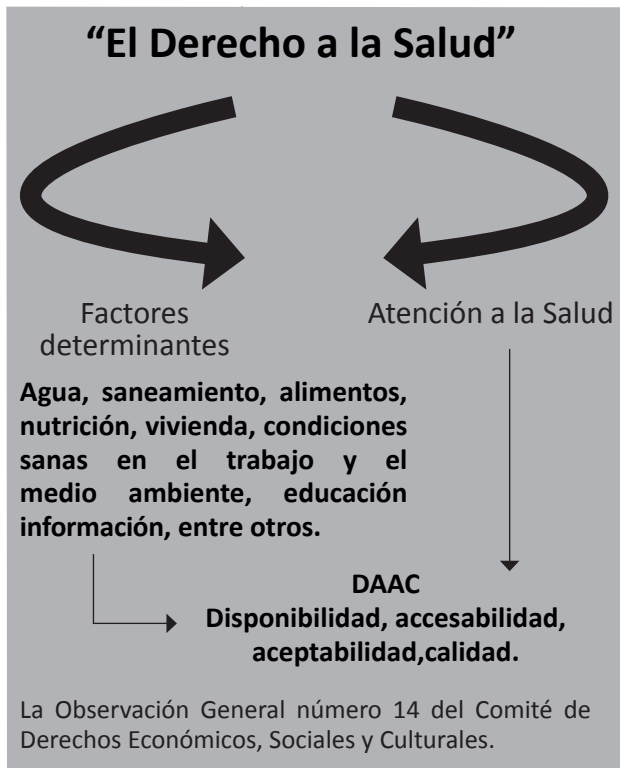 “El Derecho a la Salud”
Factores
determinantes
Atención a la Salud
Agua, saneamiento, alimentos,
nutrición, vivienda, condiciones
sanas en el trabajo y el
medio ambiente, educación
información, entre otros.
DAAC
Disponibilidad, accesabilidad,
aceptabilidad,calidad.
La Observación General número 14 del Comité de
Derechos Económicos, Sociales y Culturales.